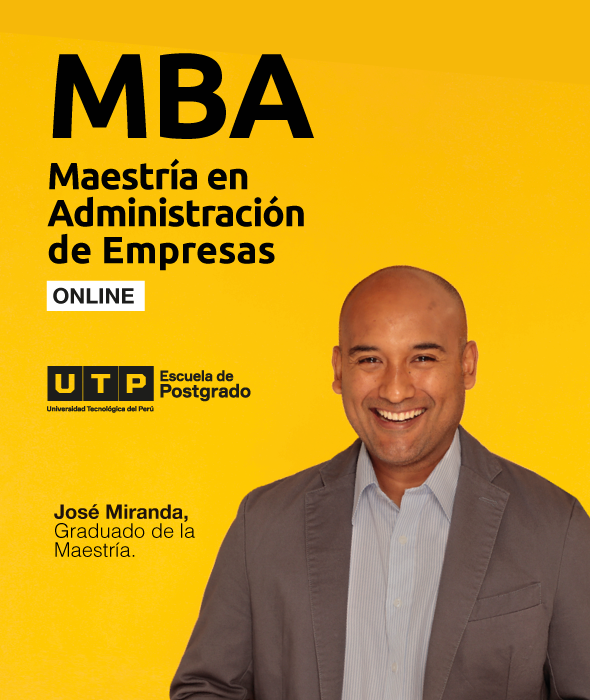 MBA
Maestría en
Administración
de Empresas
ONLINE
UTP
Universidad Tecnológica del Perú
Escuela de
Postgrado
José Miranda,
Graduado de la
Maestría.